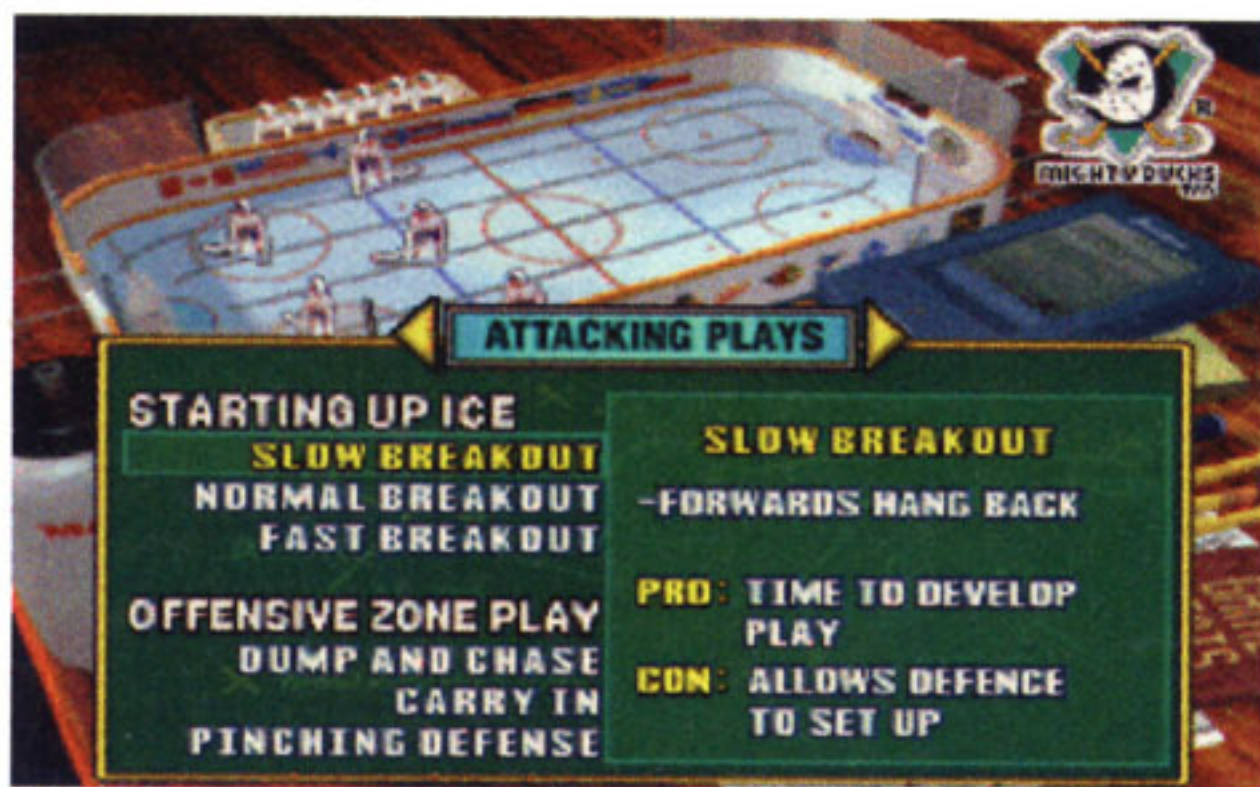 MIGHTY DUCKS
ATTACKING PLAYS
STARTING UP ICE
SLOW BREAKOUT
NORMAL BREAKOUT
FAST BREAKOUT
OFFENSIVE ZONE PLAY
DUMP AND CHASE
CARRY IN
PINCHING DEFENSE
SLOW BREAKOUT
-FORWARDS HANG BACK
PRO: TIME TO DEVELOP
PLAY
CON: ALLOWS DEFENCE
TO SET UP